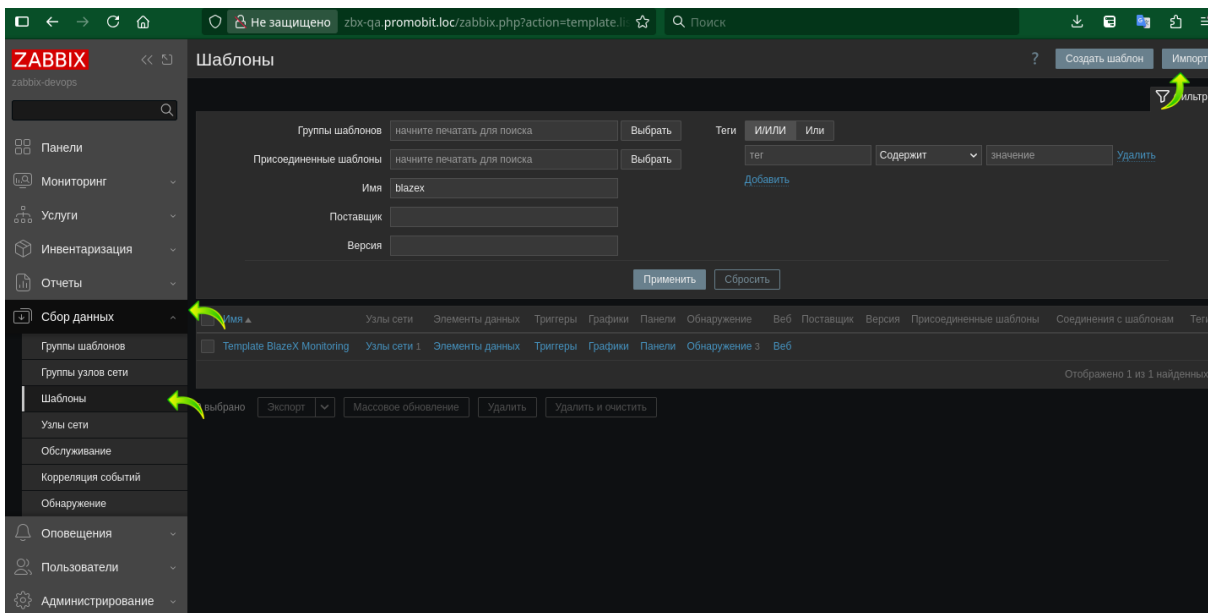 Не защищено zbx-qa.promobit.loc/zabbix.php?action=template.li Поиск
ZABBIX
zabbix-devops
Шаблоны
? Создать шаблон Импорт
Панели
Мониторинг
Услуги
Инвентаризация
Отчеты
Сбор данных
Группы шаблонов
Группы узлов сети
Шаблоны
Узлы сети
Обслуживание
Корреляция событий
Обнаружение
Оповещения
Пользователи
Администрирование
Группы шаблонов начните печатать для поиска Выбрать Теги И/ИЛИ Или
Присоединенные шаблоны начните печатать для поиска Выбрать тег Содержит значение Удалить
Имя blazex Добавить
Поставщик
Версия
Применить Сбросить
Имя Узлы сети Элементы данных Триггеры Графики Панели Обнаружение Веб Поставщик Версия Присоединенные шаблоны Соединения с шаблонам Теги
Template BlazeX Monitoring Узлы сети 1 Элементы данных Триггеры Графики Панели Обнаружение 3 Веб
Отображено 1 из 1 найденных
выбрано Экспорт Массовое обновление Удалить Удалить и очистить